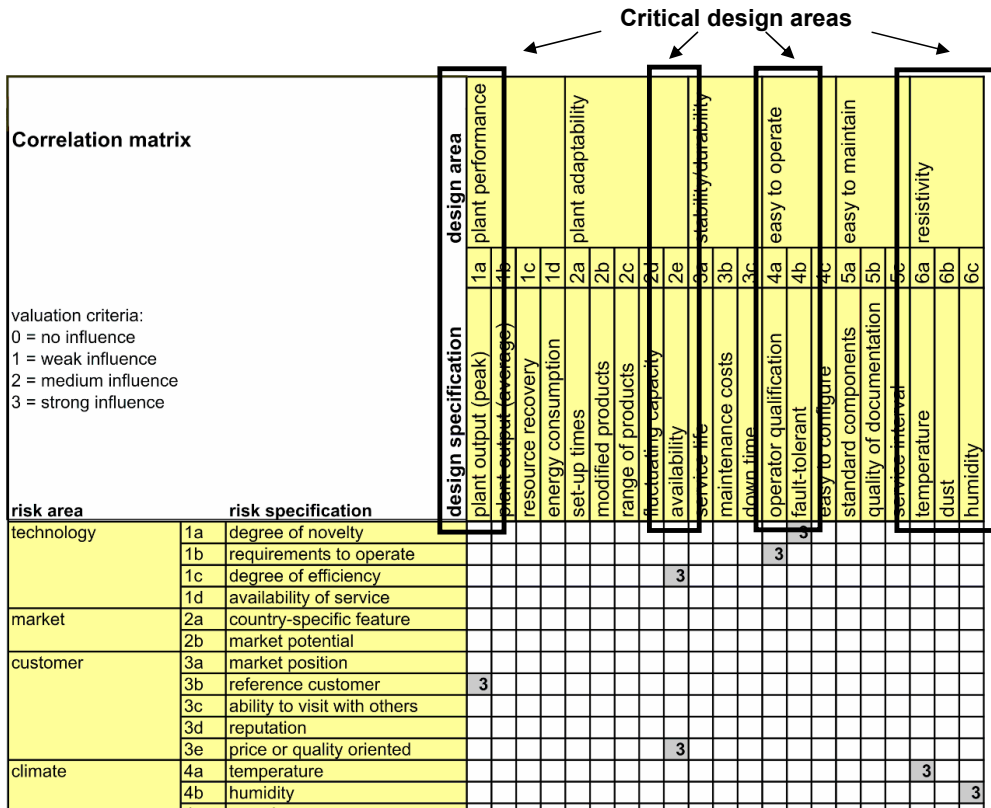 Critical design areas
Correlation matrix
valuation criteria:
0 = no influence
1 = weak influence
2 = medium influence
3 = strong influence
design area
plant performance
plant adaptability
stability/durability
easy to operate
easy to maintain
resistivity
1a 1b 1c 1d 2a 2b 2c 2d 2e 3a 3b 3c 4a 4b 4c 5a 5b 5c 6a 6b 6c
design specification
plant output (peak)
plant output (average)
resource recovery
energy consumption
set-up times
modified products
range of products
fluctuating capacity
availability
service life
maintenance costs
down time
operator qualification
fault-tolerant
easy to configure
standard components
quality of documentation
service interval
temperature
dust
humidity
risk area risk specification
technology 1a degree of novelty 3
1b requirements to operate 3
1c degree of efficiency 3
1d availability of service
market 2a country-specific feature
2b market potential
customer 3a market position
3b reference customer 3
3c ability to visit with others
3d reputation
3e price or quality oriented 3
climate 4a temperature 3
4b humidity 3